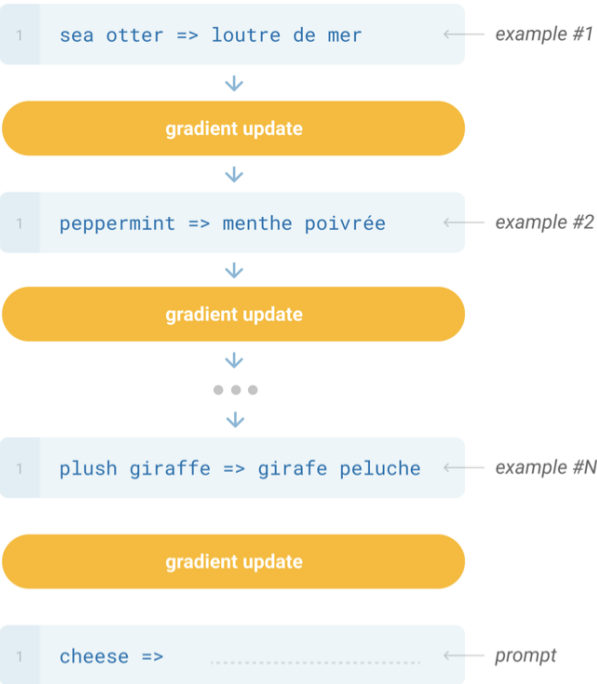 1 sea otter => loutre de mer example #1
gradient update
1 peppermint => menthe poivrée example #2
gradient update
1 plush giraffe => girafe peluche example #N
gradient update
1 cheese => prompt